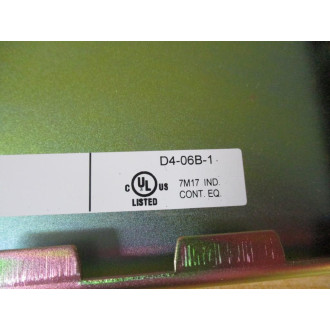 D4-06B-1
C UL US
LISTED
7M17 IND.
CONT. EQ.